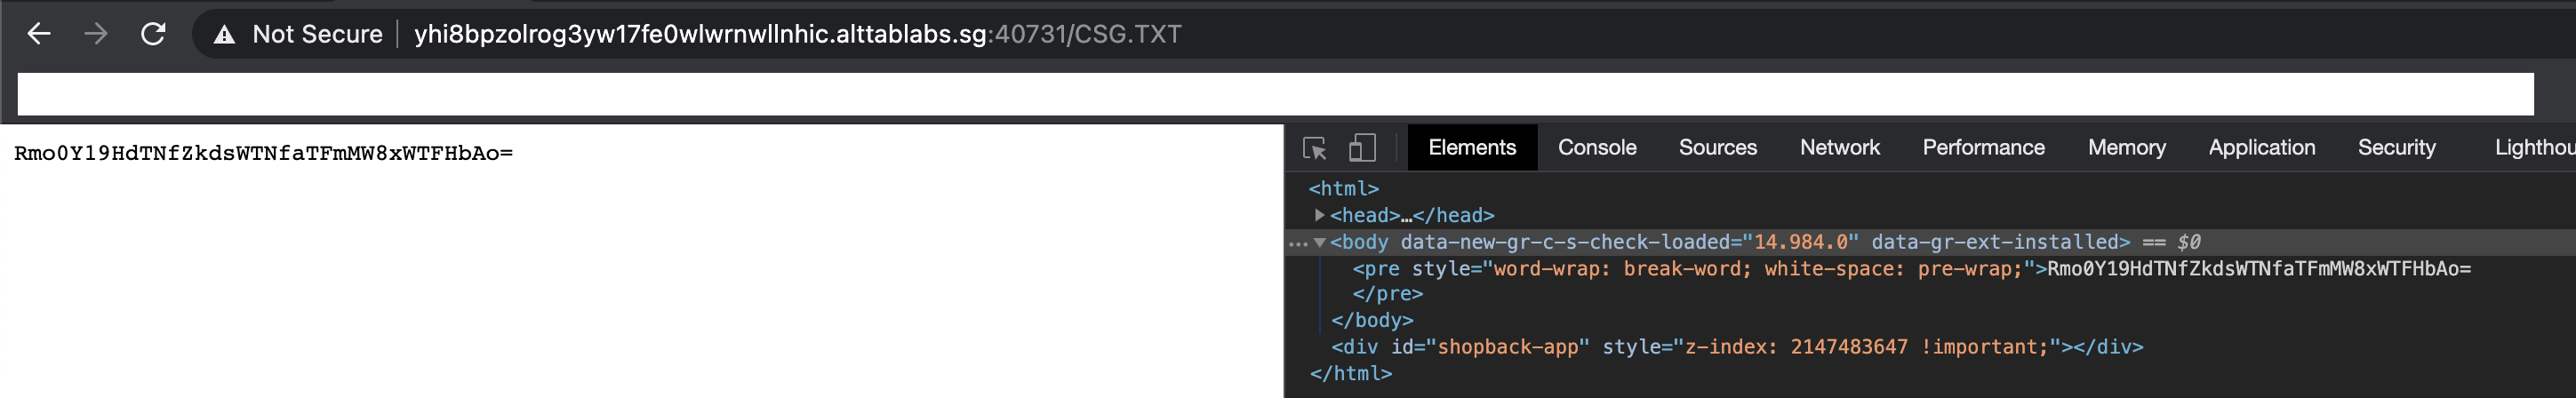 Not Secure yhi8bpzolrog3yw17fe0wlwrnwllnhic.alttablabs.sg:40731/CSG.TXT
Rmo0Y19HdTNfZkdsWTNfaTFmMW8xWTFHbAo=
Elements Console Sources Network Performance Memory Application Security Lighthou
<html>
<head>…</head>
<body data-new-gr-c-s-check-loaded="14.984.0" data-gr-ext-installed> == $0
<pre style="word-wrap: break-word; white-space: pre-wrap;">Rmo0Y19HdTNfZkdsWTNfaTFmMW8xWTFHbAo=
</pre>
</body>
<div id="shopback-app" style="z-index: 2147483647 !important;"></div>
</html>